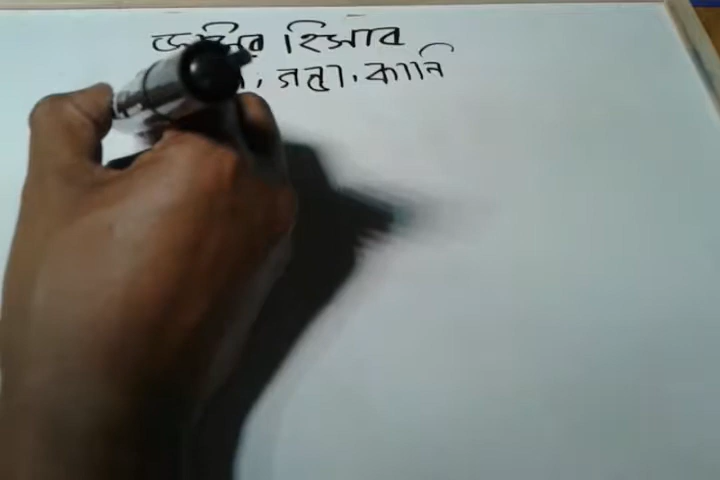 জমির হিসাব
, গন্ডা, কানি